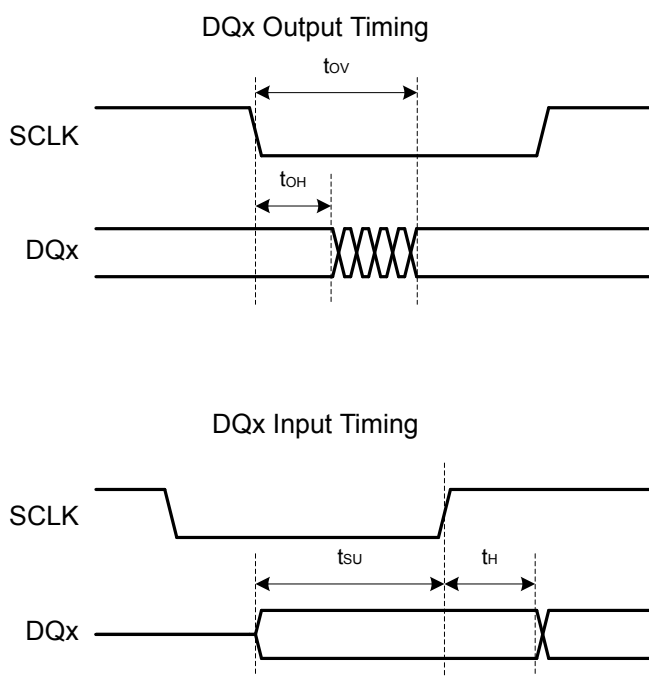 DQx Output Timing
tOV
SCLK
tOH
DQx
DQx Input Timing
SCLK
tSU
tH
DQx